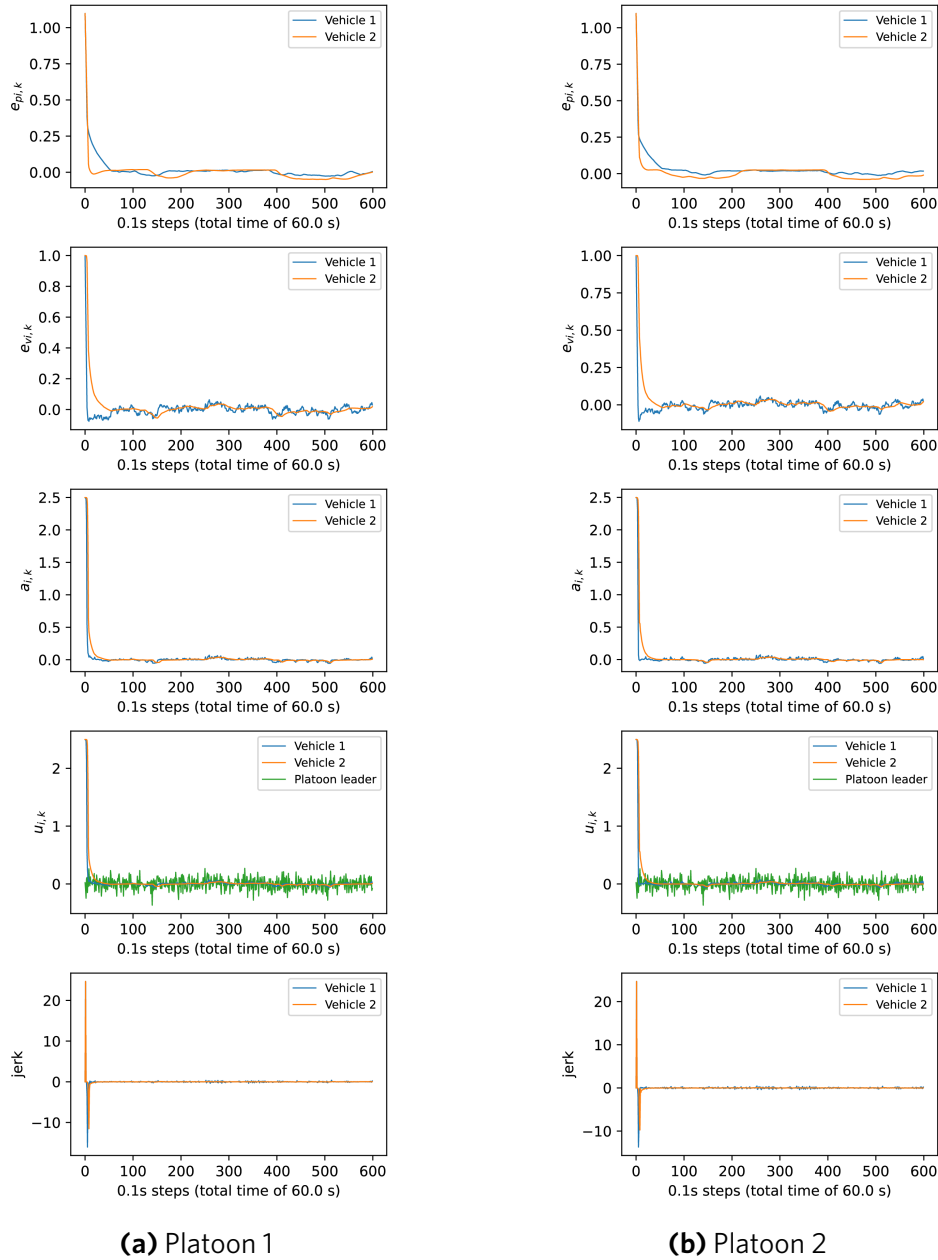 1.00
0.75
0.50
0.25
0.00
e_{pi,k}
Vehicle 1
Vehicle 2
0 100 200 300 400 500 600
0.1s steps (total time of 60.0 s)
1.00
0.75
0.50
0.25
0.00
e_{pi,k}
Vehicle 1
Vehicle 2
0 100 200 300 400 500 600
0.1s steps (total time of 60.0 s)
1.0
0.8
0.6
0.4
0.2
0.0
e_{vi,k}
Vehicle 1
Vehicle 2
0 100 200 300 400 500 600
0.1s steps (total time of 60.0 s)
1.00
0.75
0.50
0.25
0.00
e_{vi,k}
Vehicle 1
Vehicle 2
0 100 200 300 400 500 600
0.1s steps (total time of 60.0 s)
2.5
2.0
1.5
1.0
0.5
0.0
a_{i,k}
Vehicle 1
Vehicle 2
0 100 200 300 400 500 600
0.1s steps (total time of 60.0 s)
2.5
2.0
1.5
1.0
0.5
0.0
a_{i,k}
Vehicle 1
Vehicle 2
0 100 200 300 400 500 600
0.1s steps (total time of 60.0 s)
2
1
0
u_{i,k}
Vehicle 1
Vehicle 2
Platoon leader
0 100 200 300 400 500 600
0.1s steps (total time of 60.0 s)
2
1
0
u_{i,k}
Vehicle 1
Vehicle 2
Platoon leader
0 100 200 300 400 500 600
0.1s steps (total time of 60.0 s)
20
10
0
−10
jerk
Vehicle 1
Vehicle 2
0 100 200 300 400 500 600
0.1s steps (total time of 60.0 s)
20
10
0
−10
jerk
Vehicle 1
Vehicle 2
0 100 200 300 400 500 600
0.1s steps (total time of 60.0 s)
(a) Platoon 1
(b) Platoon 2